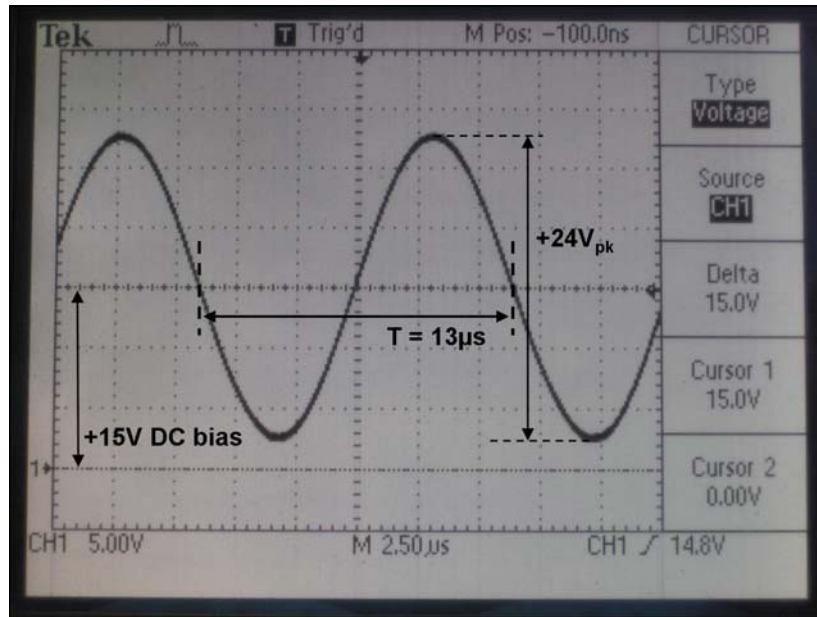 Tek T Trig'd M Pos: -100.0ns CURSOR
Type
Voltage
Source
CH1
+24Vpk
Delta
15.0V
T = 13µs
Cursor 1
15.0V
+15V DC bias
1
Cursor 2
0.00V
CH1 5.00V M 2.50µs CH1 14.8V